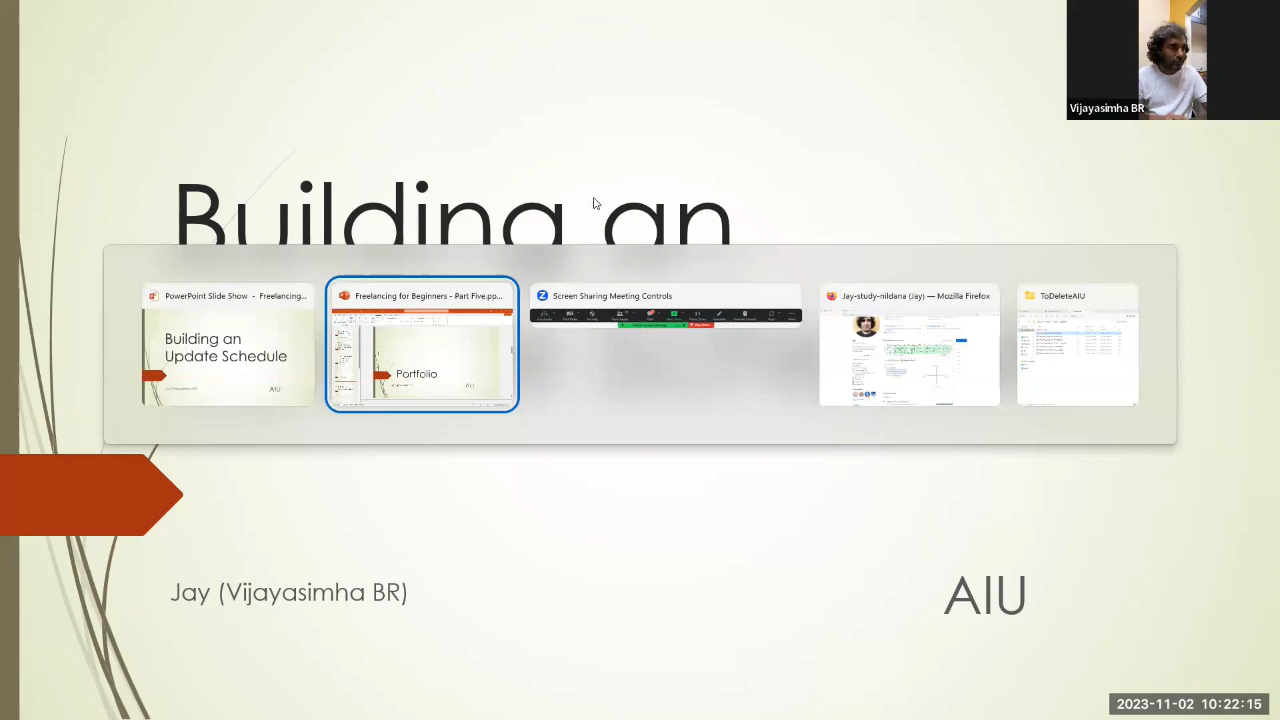 Vijayasimha BR
Building an
PowerPoint Slide Show - Freelancing...
Freelancing for Beginners - Part Five.pp...
Screen Sharing Meeting Controls
Jay-study-nildana (Jay) — Mozilla Firefox
ToDeleteAIU
Building an
Update Schedule
AIU
Portfolio
Jay (Vijayasimha BR)
AIU
2023-11-02 10:22:15